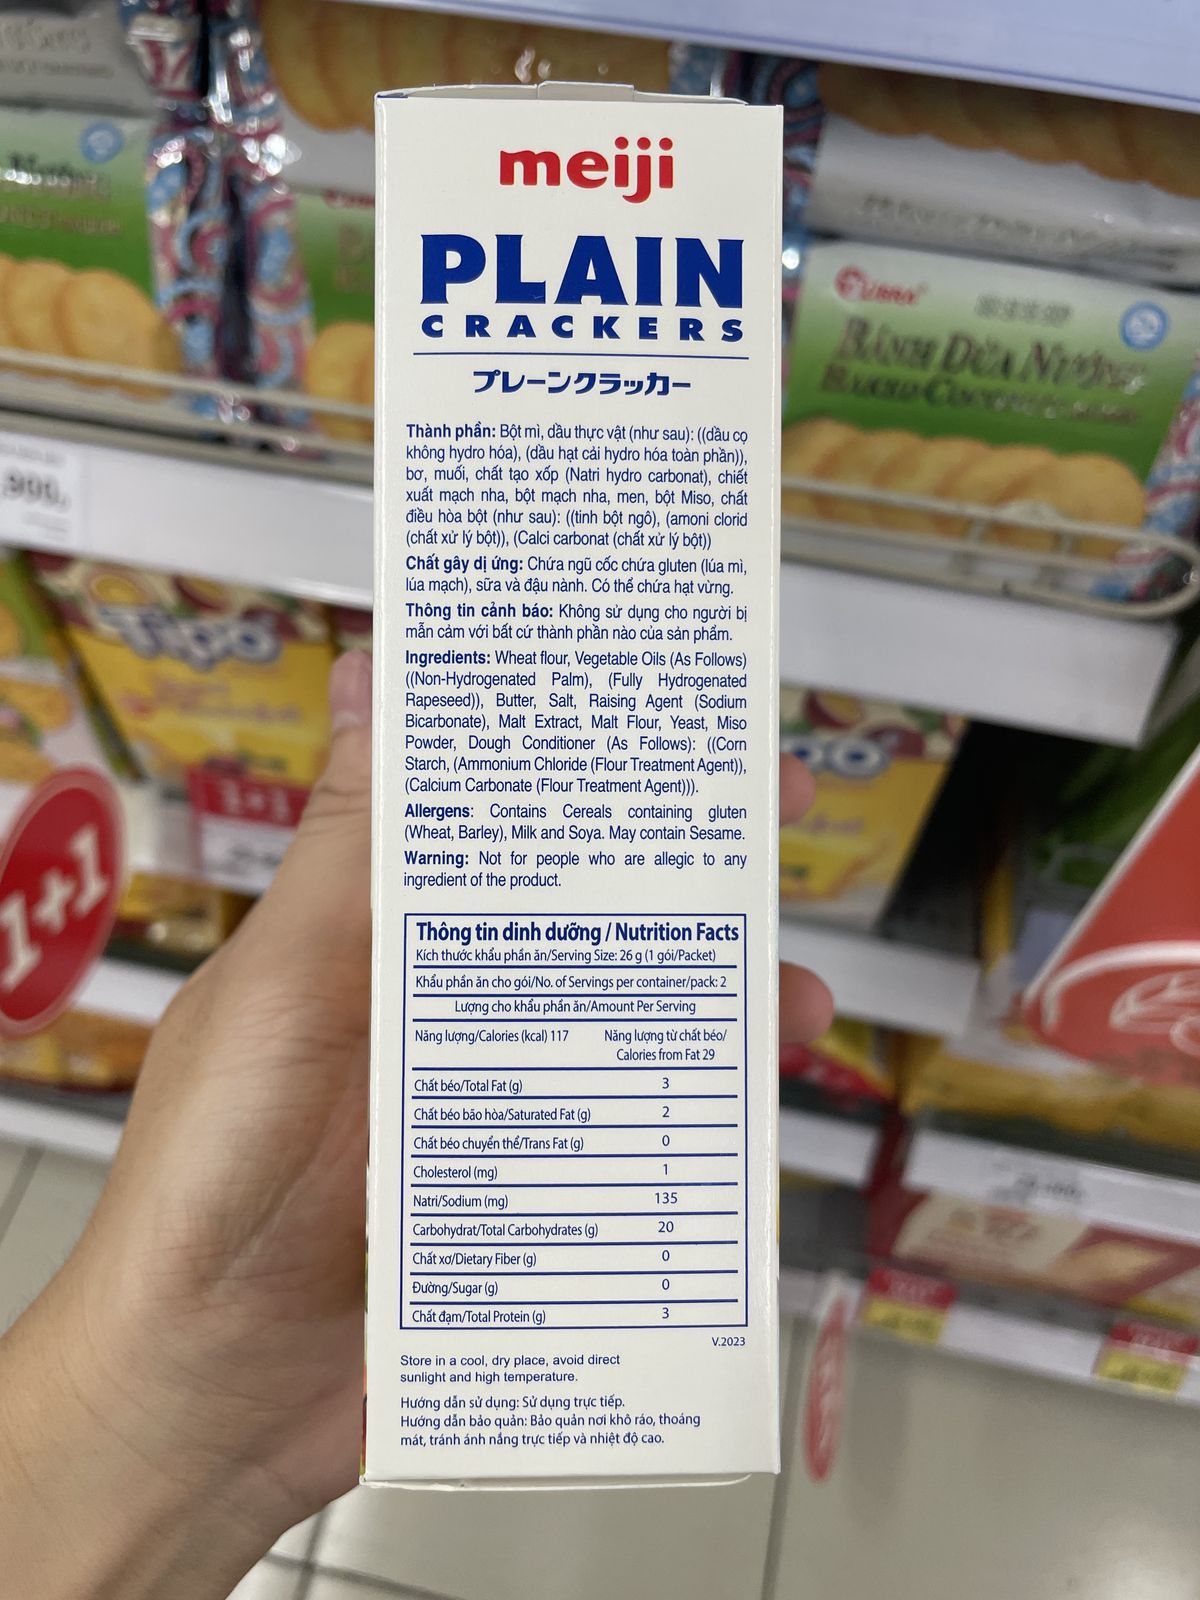 meiji
PLAIN
CRACKERS
プレーンクラッカー
Thành phần: Bột mì, dầu thực vật (như sau): ((dầu cọ
không hydro hóa), (dầu hạt cải hydro hóa toàn phần)),
bơ, muối, chất tạo xốp (Natri hydro carbonat), chiết
xuất mạch nha, bột mạch nha, men, bột Miso, chất
điều hòa bột (như sau): ((tinh bột ngô), (amoni clorid
(chất xử lý bột)), (Calci carbonat (chất xử lý bột))
Chất gây dị ứng: Chứa ngũ cốc chứa gluten (lúa mì,
lúa mạch), sữa và đậu nành. Có thể chứa hạt vừng.
Thông tin cảnh báo: Không sử dụng cho người bị
mẫn cảm với bất cứ thành phần nào của sản phẩm.
Ingredients: Wheat flour, Vegetable Oils (As Follows)
((Non-Hydrogenated Palm), (Fully Hydrogenated
Rapeseed)), Butter, Salt, Raising Agent (Sodium
Bicarbonate), Malt Extract, Malt Flour, Yeast, Miso
Powder, Dough Conditioner (As Follows): ((Corn
Starch, (Ammonium Chloride (Flour Treatment Agent)),
(Calcium Carbonate (Flour Treatment Agent))).
Allergens: Contains Cereals containing gluten
(Wheat, Barley), Milk and Soya. May contain Sesame.
Warning: Not for people who are allegic to any
ingredient of the product.
Thông tin dinh dưỡng / Nutrition Facts
Kích thước khẩu phần ăn/Serving Size: 26 g (1 gói/Packet)
Khẩu phần ăn cho gói/No. of Servings per container/pack: 2
Lượng cho khẩu phần ăn/Amount Per Serving
Năng lượng/Calories (kcal) 117 Năng lượng từ chất béo/
Calories from Fat 29
Chất béo/Total Fat (g) 3
Chất béo bão hòa/Saturated Fat (g) 2
Chất béo chuyển thể/Trans Fat (g) 0
Cholesterol (mg) 1
Natri/Sodium (mg) 135
Carbohydrat/Total Carbohydrates (g) 20
Chất xơ/Dietary Fiber (g) 0
Đường/Sugar (g) 0
Chất đạm/Total Protein (g) 3
V.2023
Store in a cool, dry place, avoid direct
sunlight and high temperature.
Hướng dẫn sử dụng: Sử dụng trực tiếp.
Hướng dẫn bảo quản: Bảo quản nơi khô ráo, thoáng
mát, tránh ánh nắng trực tiếp và nhiệt độ cao.
BÁNH DỪA NƯỚNG
Tipo
1+1